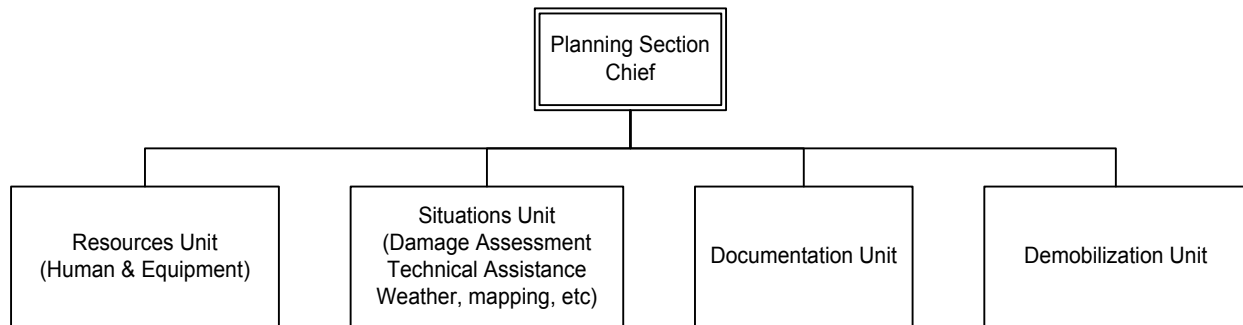 Planning Section
Chief
Resources Unit
(Human & Equipment)
Situations Unit
(Damage Assessment
Technical Assistance
Weather, mapping, etc)
Documentation Unit
Demobilization Unit